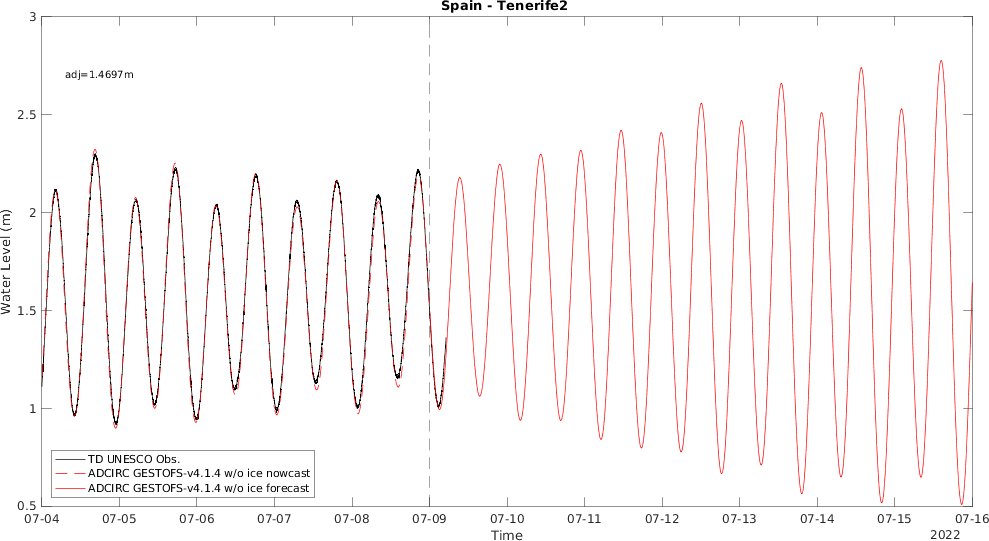 Spain - Tenerife2
adj=1.4697m
Water Level (m)
3
2.5
2
1.5
1
0.5
TD UNESCO Obs.
ADCIRC GESTOFS-v4.1.4 w/o ice nowcast
ADCIRC GESTOFS-v4.1.4 w/o ice forecast
07-04 07-05 07-06 07-07 07-08 07-09 07-10 07-11 07-12 07-13 07-14 07-15 07-16
Time
2022